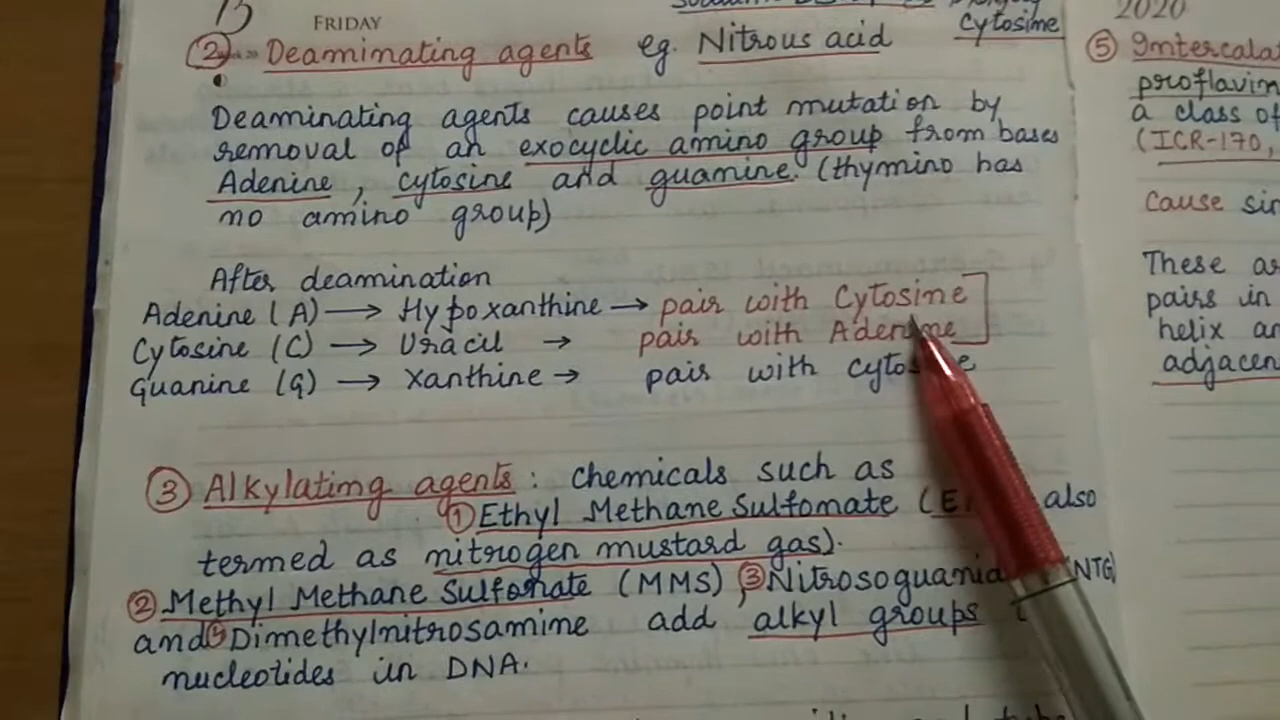 13
FRIDAY
Cytosine
2020
② Deaminating agents eg. Nitrous acid
Deaminating agents causes point mutation by
removal of an exocyclic amino group from bases
Adenine, cytosine and guanine. (thymino has
no amino group)
After deamination
Adenine (A) → Hypoxanthine → pair with Cytosine
Cytosine (C) → Uracil → pair with Adenine
Guanine (G) → Xanthine → pair with
③ Alkylating agents : chemicals such as
① Ethyl Methane Sulfonate ( also
termed as nitrogen mustard gas).
② Methyl Methane Sulfonate (MMS), ③ Nitrosoguani (NTG)
and ④ Dimethylnitrosamine add alkyl groups
nucleotides in DNA.
⑤ Intercala
proflavin
a class of
(ICR-170,
Cause sin
These ar
pairs in
helix an
adjacen